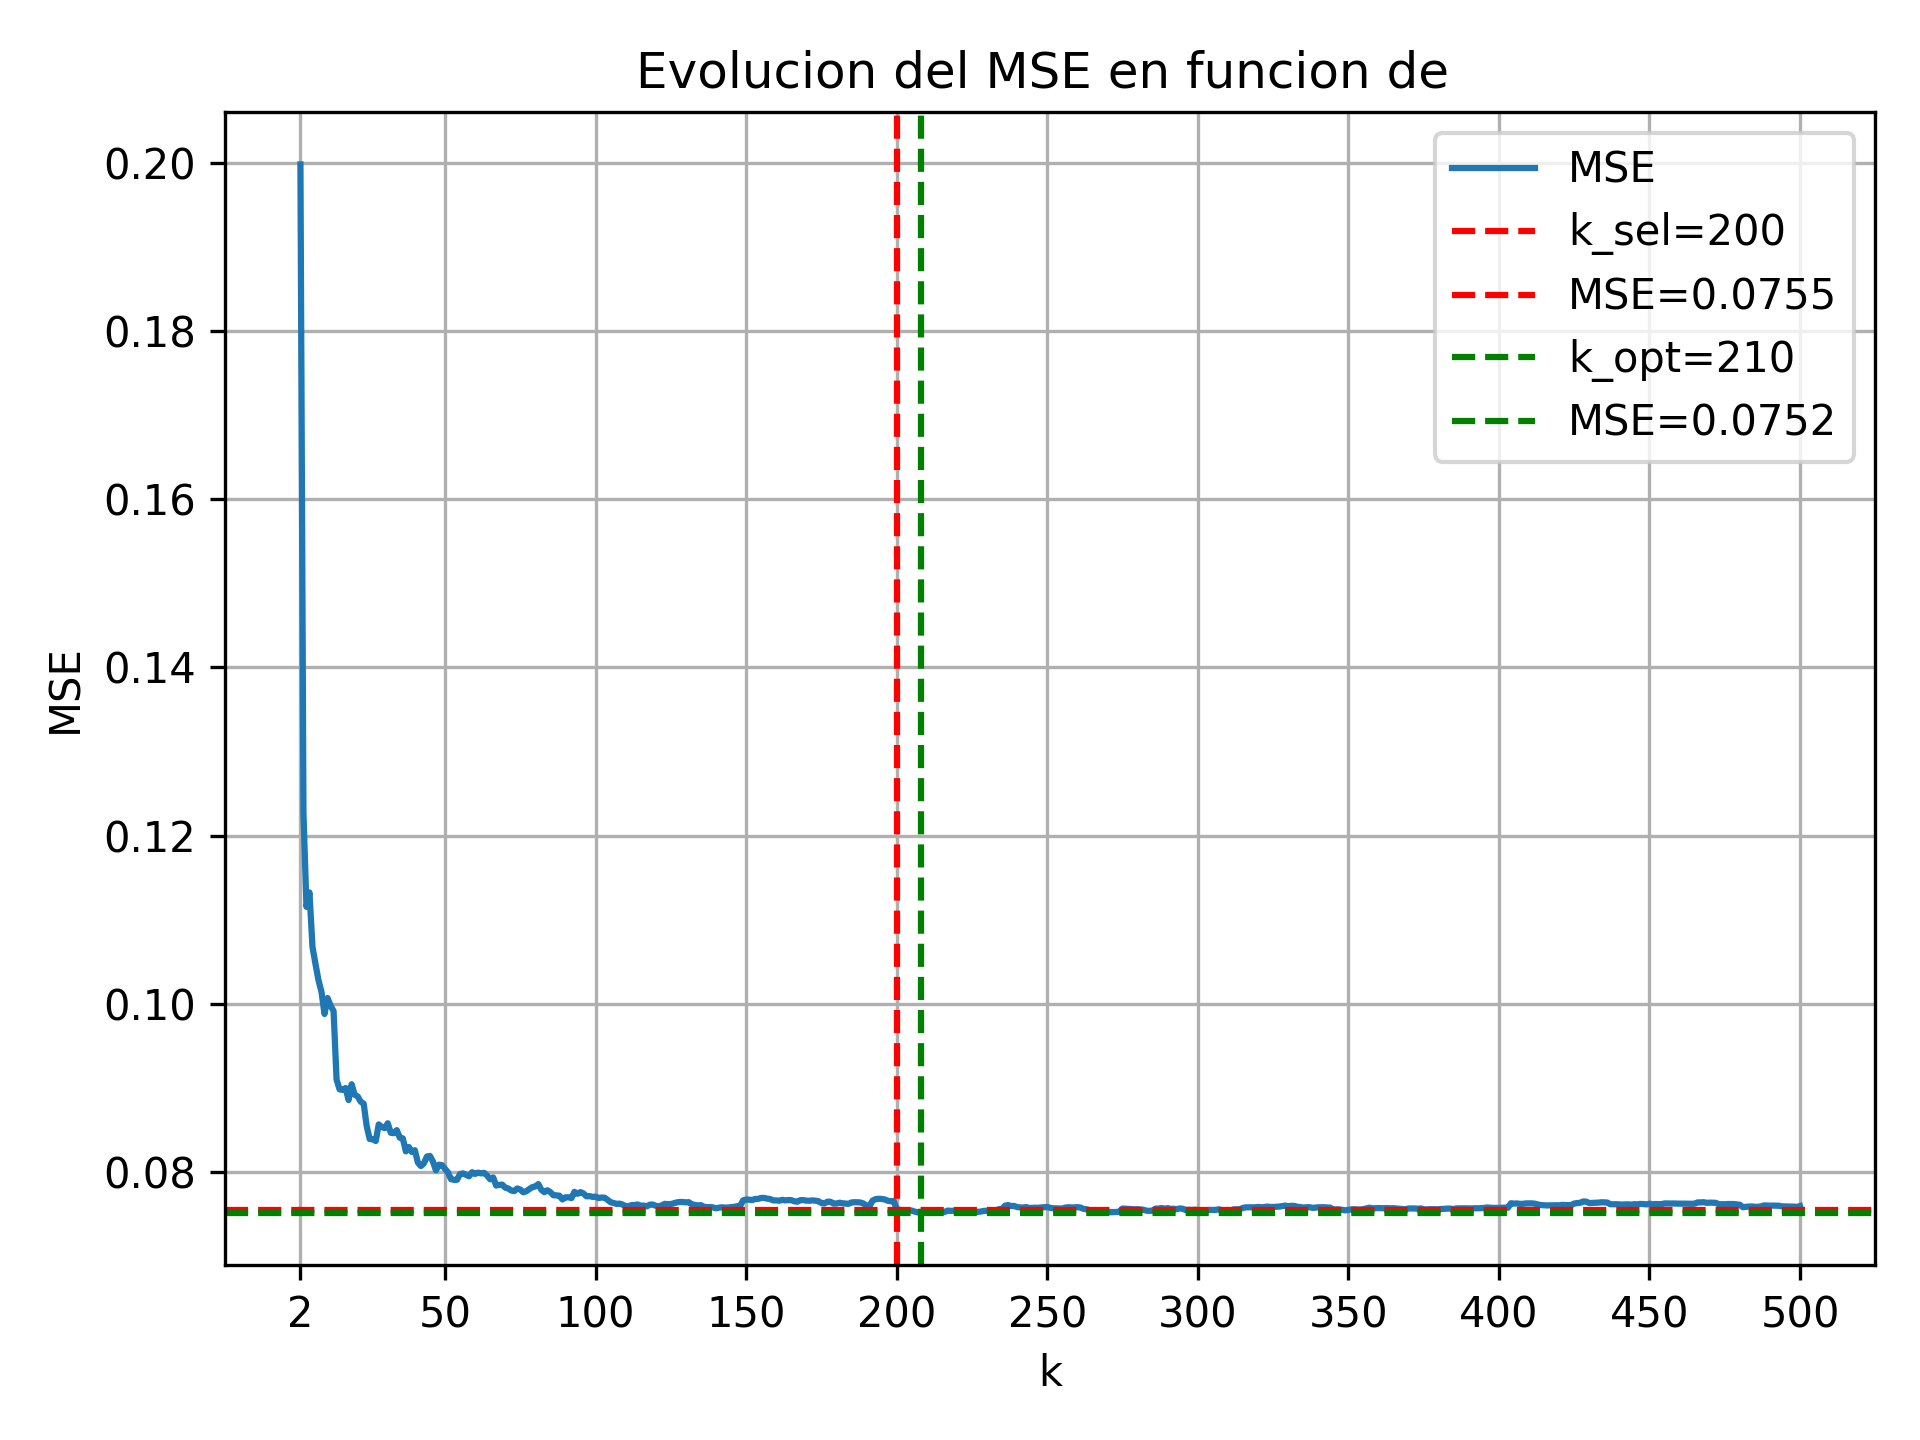 Evolucion del MSE en funcion de
MSE
k_sel=200
MSE=0.0755
k_opt=210
MSE=0.0752
0.20
0.18
0.16
0.14
0.12
0.10
0.08
MSE
2 50 100 150 200 250 300 350 400 450 500
k